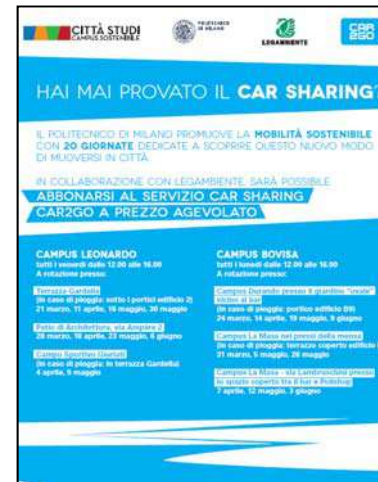 CITTÀ STUDI
CAMPUS SOSTENIBILE
POLITECNICO
DI MILANO
LEGAMBIENTE
CAR
2GO
HAI MAI PROVATO IL CAR SHARING?
IL POLITECNICO DI MILANO PROMUOVE LA MOBILITÀ SOSTENIBILE
CON 20 GIORNATE DEDICATE A SCOPRIRE QUESTO NUOVO MODO
DI MUOVERSI IN CITTÀ.
IN COLLABORAZIONE CON LEGAMBIENTE, SARÀ POSSIBILE
ABBONARSI AL SERVIZIO CAR SHARING
CAR2GO A PREZZO AGEVOLATO
CAMPUS LEONARDO
tutti i venerdì dalle 12.00 alle 16.00
A rotazione presso:
Terrazza Gardella
(in caso di pioggia: sotto i portici edificio 2)
21 marzo, 11 aprile, 16 maggio, 30 maggio
Patio di Architettura, via Ampere 2
28 marzo, 18 aprile, 23 maggio, 6 giugno
Campo Sportivo Giuriati
(in caso di pioggia: in terrazza Gardella)
4 aprile, 9 maggio
CAMPUS BOVISA
tutti i lunedì dalle 12.00 alle 16.00
A rotazione presso:
Campus Durando presso il giardino "ovale"
vicino al bar
(in caso di pioggia: portico edificio
24 marzo, 14 aprile, 19 maggio, 9 giugno
Campus La Masa nei pressi della mensa
(in caso di pioggia: terrazzo coperto edificio
31 marzo, 5 maggio, 26 maggio
Campus La Masa - via Lambruschini presso
lo spazio coperto tra il bar e Polishop
7 aprile, 12 maggio, 3 giugno